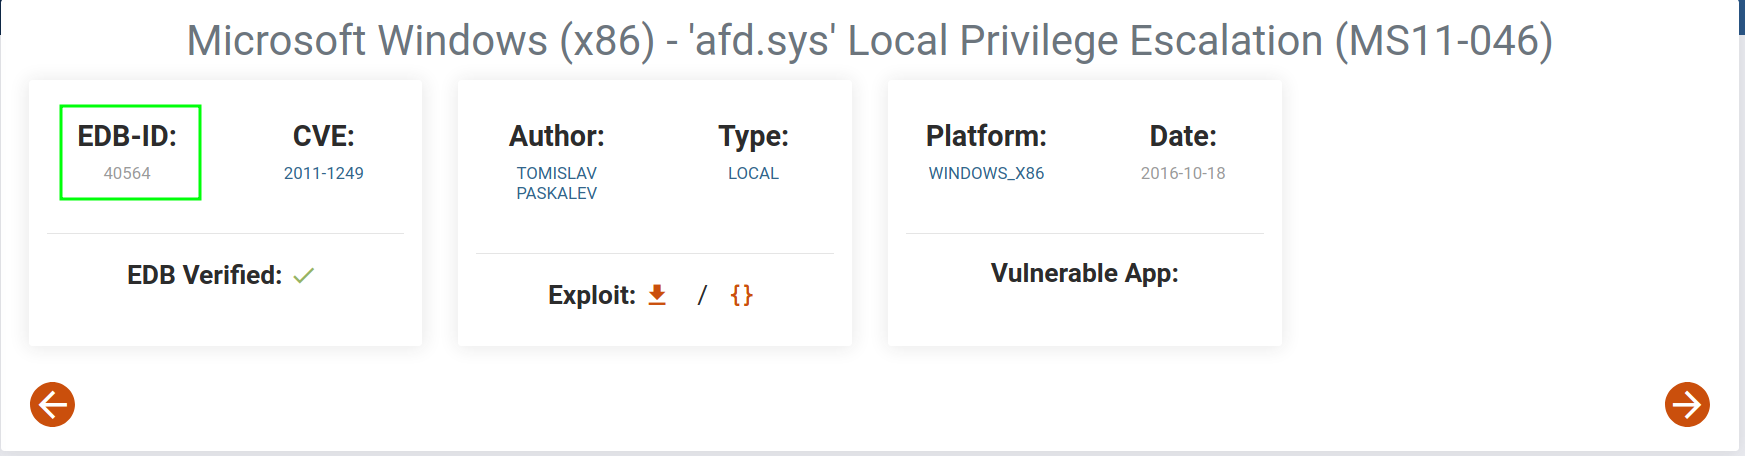 Microsoft Windows (x86) - 'afd.sys' Local Privilege Escalation (MS11-046)
EDB-ID:
40564
CVE:
2011-1249
EDB Verified:
Author:
TOMISLAV
PASKALEV
Type:
LOCAL
Exploit: / {}
Platform:
WINDOWS_X86
Date:
2016-10-18
Vulnerable App: